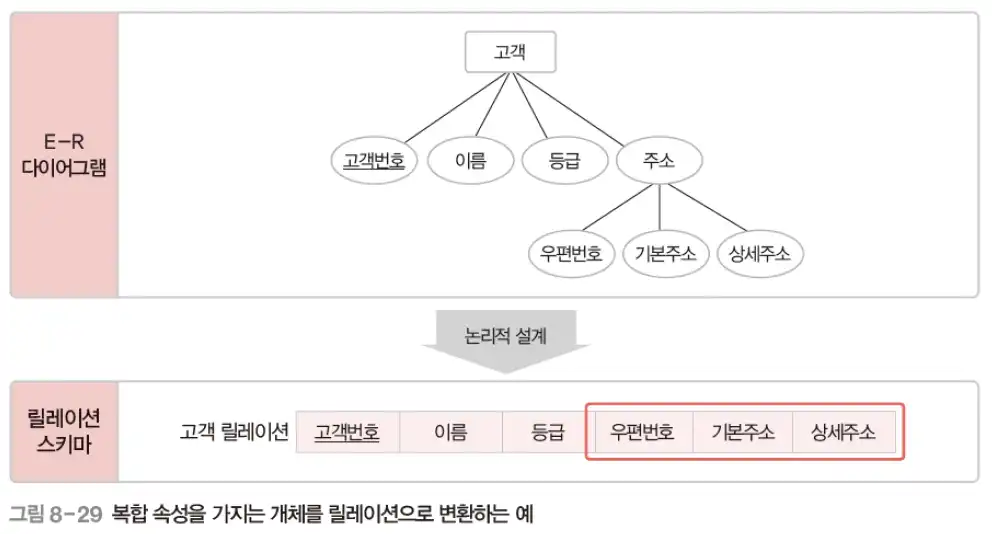 고객
E-R
다이어그램
고객번호 이름 등급 주소
우편번호 기본주소 상세주소
논리적 설계
릴레이션
스키마
고객 릴레이션 고객번호 이름 등급 우편번호 기본주소 상세주소
그림 8-29 복합 속성을 가지는 개체를 릴레이션으로 변환하는 예